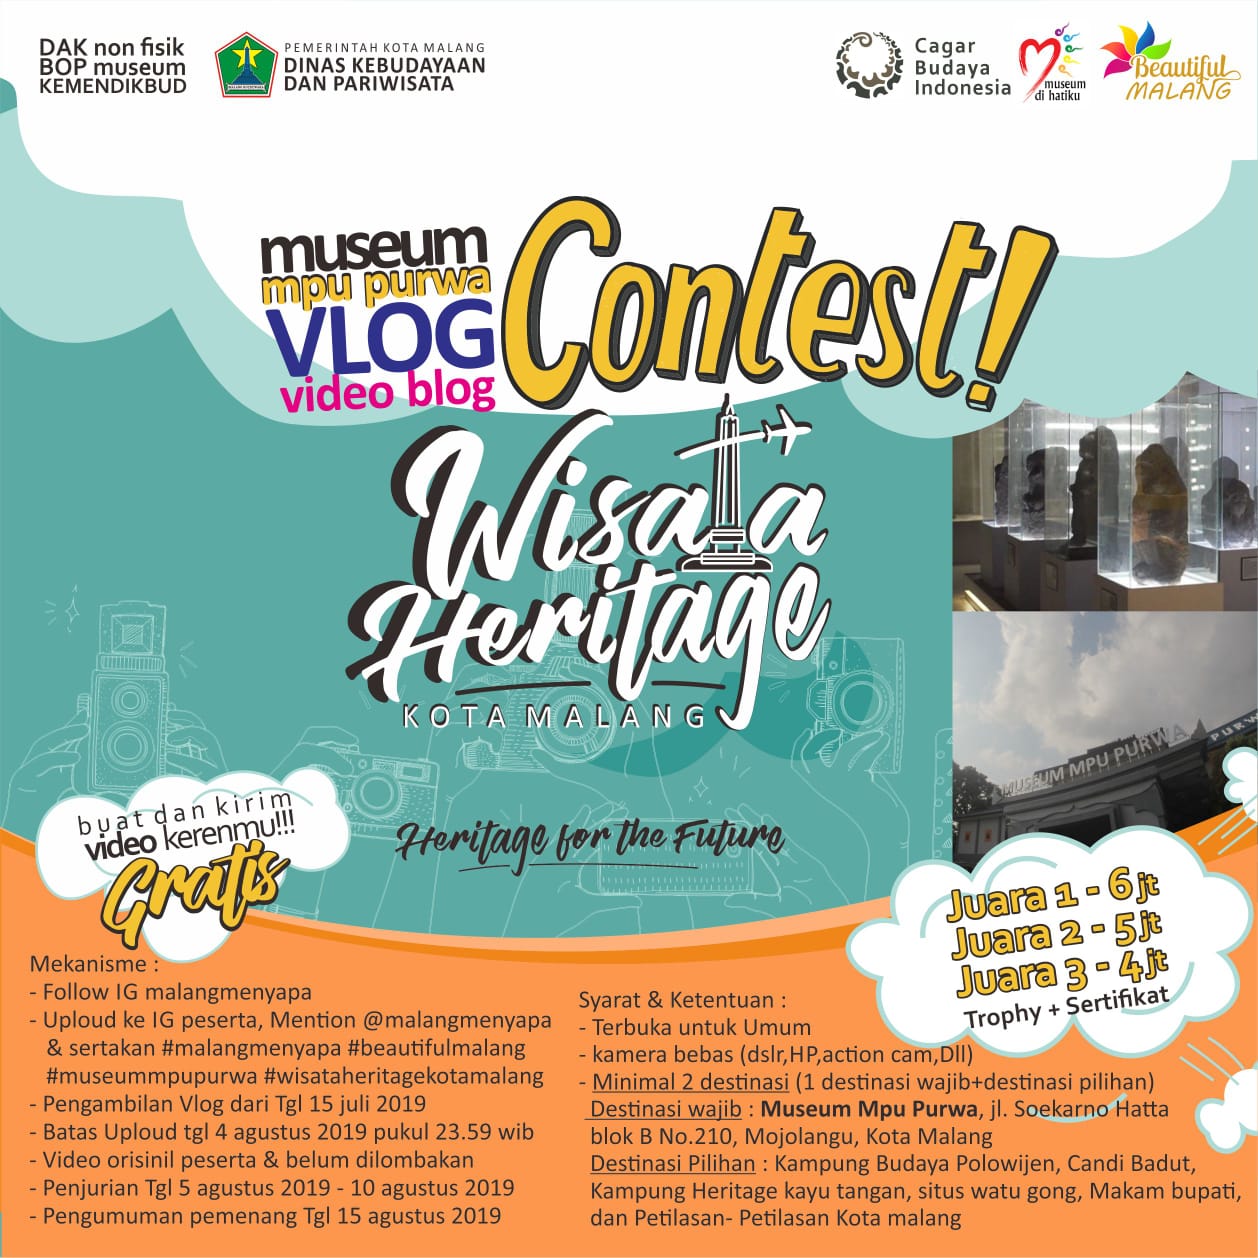 DAK non fisik
BOP museum
KEMENDIKBUD
PEMERINTAH KOTA MALANG
DINAS KEBUDAYAAN
DAN PARIWISATA
Cagar
Budaya
Indonesia
museum
di hatiku
Beautiful
MALANG
museum
mpu purwa
VLOG
video blog
Contest!
Wisata
Heritage
KOTA MALANG
MUSEUM MPU PURWA
Heritage for the Future
buat dan kirim
video kerenmu!!!
Gratis
Juara 1 - 6 jt
Juara 2 - 5 jt
Juara 3 - 4 jt
Trophy + Sertifikat
Mekanisme :
- Follow IG malangmenyapa
- Uploud ke IG peserta, Mention @malangmenyapa
& sertakan #malangmenyapa #beautifulmalang
#museummpupurwa #wisataheritagekotamalang
- Pengambilan Vlog dari Tgl 15 juli 2019
- Batas Uploud tgl 4 agustus 2019 pukul 23.59 wib
- Video orisinil peserta & belum dilombakan
- Penjurian Tgl 5 agustus 2019 - 10 agustus 2019
- Pengumuman pemenang Tgl 15 agustus 2019
Syarat & Ketentuan :
- Terbuka untuk Umum
- kamera bebas (dslr,HP,action cam,Dll)
- Minimal 2 destinasi (1 destinasi wajib+destinasi pilihan)
Destinasi wajib : Museum Mpu Purwa, jl. Soekarno Hatta
blok B No.210, Mojolangu, Kota Malang
Destinasi Pilihan : Kampung Budaya Polowijen, Candi Badut,
Kampung Heritage kayu tangan, situs watu gong, Makam bupati,
dan Petilasan- Petilasan Kota malang